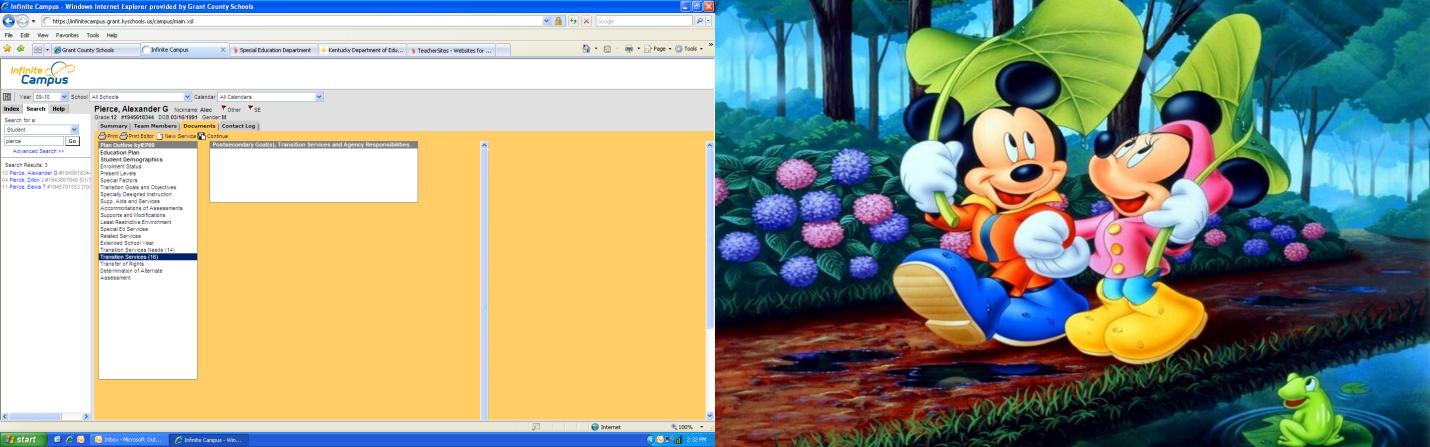 Infinite Campus - Windows Internet Explorer provided by Grant County Schools
https://infinitecampus.grant.kyschools.us/campus/main.xsl
Google
File Edit View Favorites Tools Help
Grant County Schools Infinite Campus Special Education Department Kentucky Department of Edu... TeacherSites - Websites for ... Page Tools
Infinite Campus
Year 09-10 School All Schools Calendar All Calendars
Index Search Help
Search for a:
Student
pierce Go
Advanced Search >>
Search Results: 3
12 Pierce, Alexander G #1945618344
04 Pierce, Dillon J
11 Pierce, Elexis T
Pierce, Alexander G Nickname: Alec Other SE
Grade: 12 #1945618344 DOB: 03/16/1991 Gender: M
Summary Team Members Documents Contact Log
Print Print Editor New Service Continue
Plan Outline kyIEP09
Education Plan
Student Demographics
Enrollment Status
Present Levels
Special Factors
Transition Goals and Objectives
Specially Designed Instruction
Supp. Aids and Services
Accommodations of Assessments
Supports and Modifications
Least Restrictive Environment
Special Ed Services
Related Services
Extended School Year
Transition Services Needs (14)
Transition Services (16)
Transfer of Rights
Determination of Alternate
Assessment
Postsecondary Goal(s), Transition Services and Agency Responsibilities
Internet 100%
start Inbox - Microsoft Out... Infinite Campus - Win... 2:32 PM